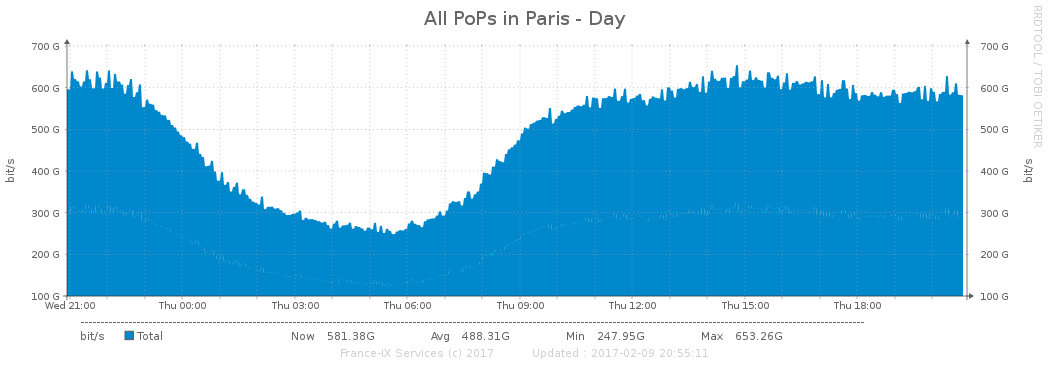 All PoPs in Paris - Day
RRDTOOL / TOBI OETIKER
700 G 700 G
600 G 600 G
500 G 500 G
400 G 400 G
300 G 300 G
200 G 200 G
100 G 100 G
bit/s bit/s
Wed 21:00 Thu 00:00 Thu 03:00 Thu 06:00 Thu 09:00 Thu 12:00 Thu 15:00 Thu 18:00
bit/s Total Now 581.38G Avg 488.31G Min 247.95G Max 653.26G
France-IX Services (c) 2017 Updated : 2017-02-09 20:55:11